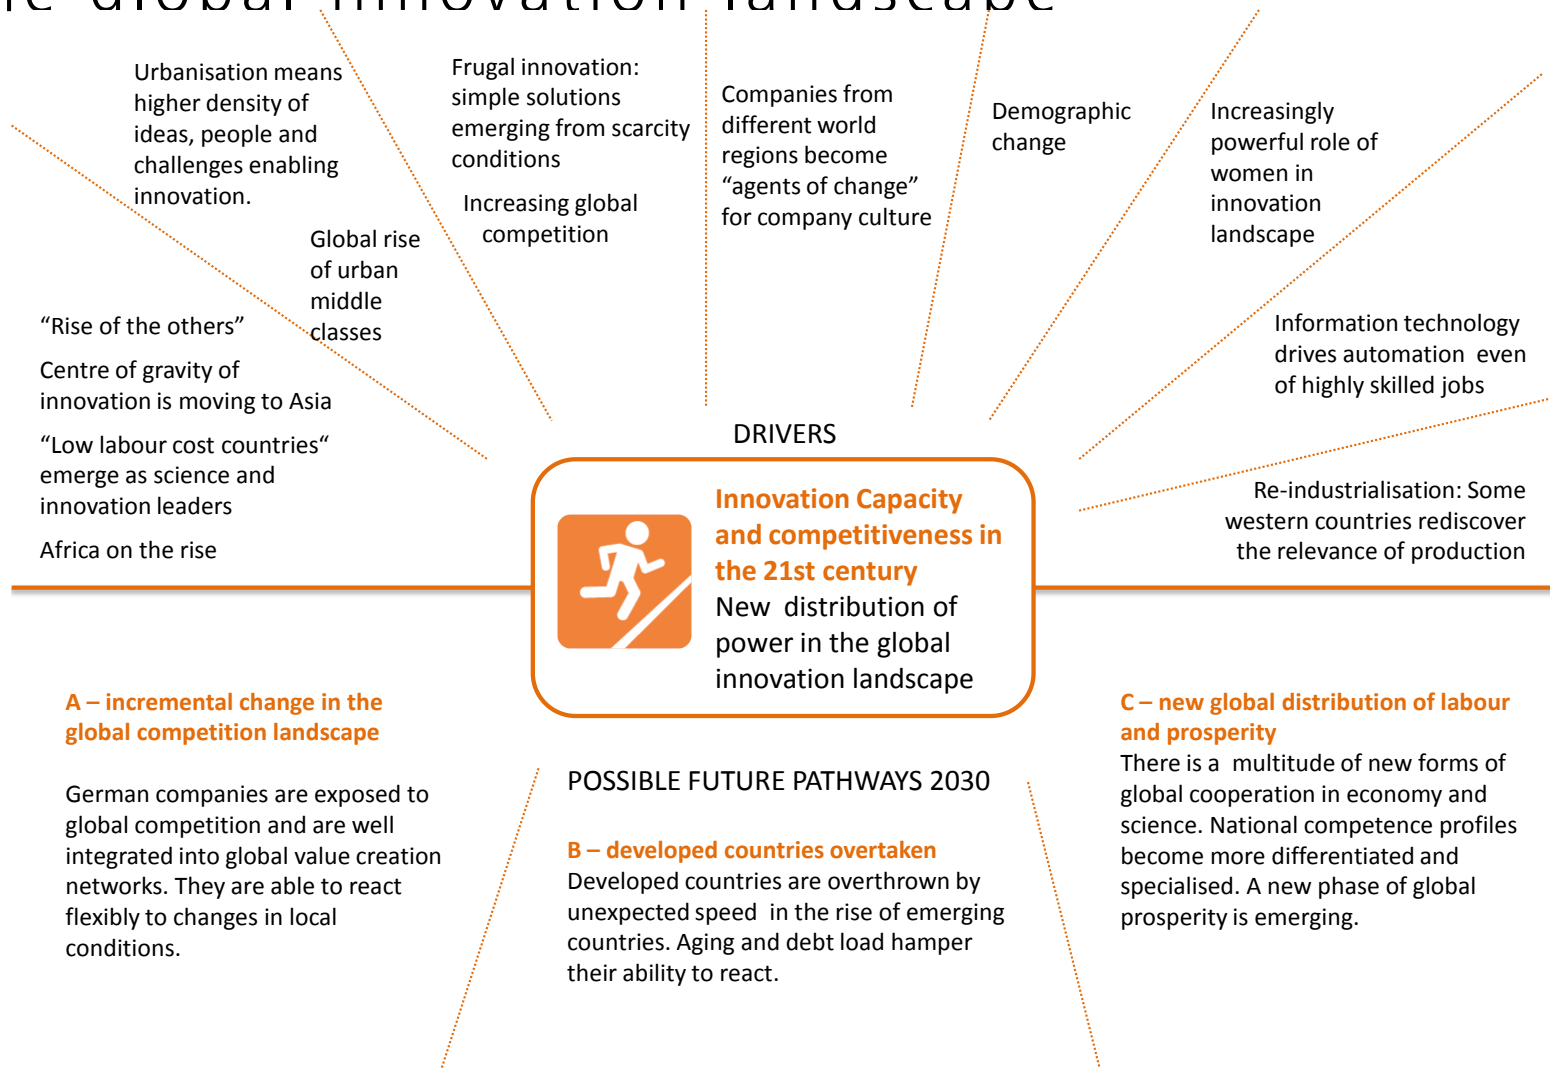 global innovation landscape
Urbanisation means
higher density of
ideas, people and
challenges enabling
innovation.
Global rise
of urban
middle
classes
Frugal innovation:
simple solutions
emerging from scarcity
conditions
Increasing global
competition
Companies from
different world
regions become
“agents of change”
for company culture
Demographic
change
Increasingly
powerful role of
women in
innovation
landscape
“Rise of the others”
Centre of gravity of
innovation is moving to Asia
“Low labour cost countries“
emerge as science and
innovation leaders
Africa on the rise
Information technology
drives automation  even
of highly skilled jobs
Re-industrialisation: Some
western countries rediscover
the relevance of production
DRIVERS
Innovation Capacity
and competitiveness in
the 21st century
New  distribution of
power in the global
innovation landscape
POSSIBLE FUTURE PATHWAYS 2030
A – incremental change in the
global competition landscape
German companies are exposed to
global competition and are well
integrated into global value creation
networks. They are able to react
flexibly to changes in local
conditions.
B – developed countries overtaken
Developed countries are overthrown by
unexpected speed  in the rise of emerging
countries. Aging and debt load hamper
their ability to react.
C – new global distribution of labour
and prosperity
There is a  multitude of new forms of
global cooperation in economy and
science. National competence profiles
become more differentiated and
specialised. A new phase of global
prosperity is emerging.